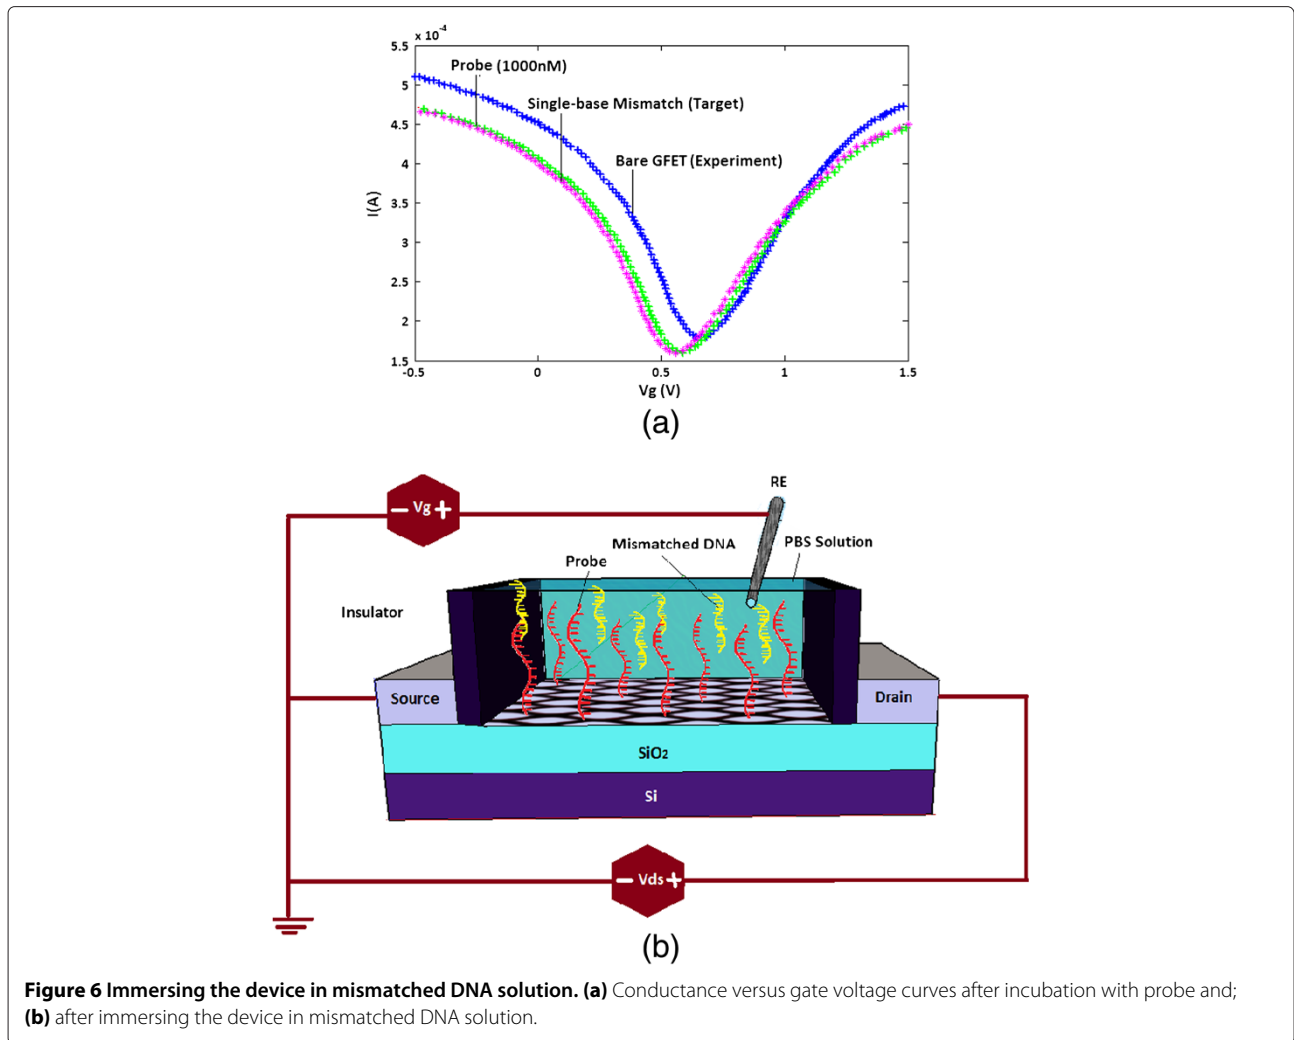 x 10⁻⁴
5.5
Probe (1000nM)
5
Single-base Mismatch (Target)
4.5
Bare GFET (Experiment)
4
I(A)
3.5
3
2.5
2
1.5
-0.5 0 0.5 1 1.5
Vg (V)
(a)
RE
− Vg +
Mismatched DNA
PBS Solution
Probe
Insulator
Source
Drain
SiO₂
Si
− Vds +
(b)
Figure 6 Immersing the device in mismatched DNA solution. (a) Conductance versus gate voltage curves after incubation with probe and;
(b) after immersing the device in mismatched DNA solution.